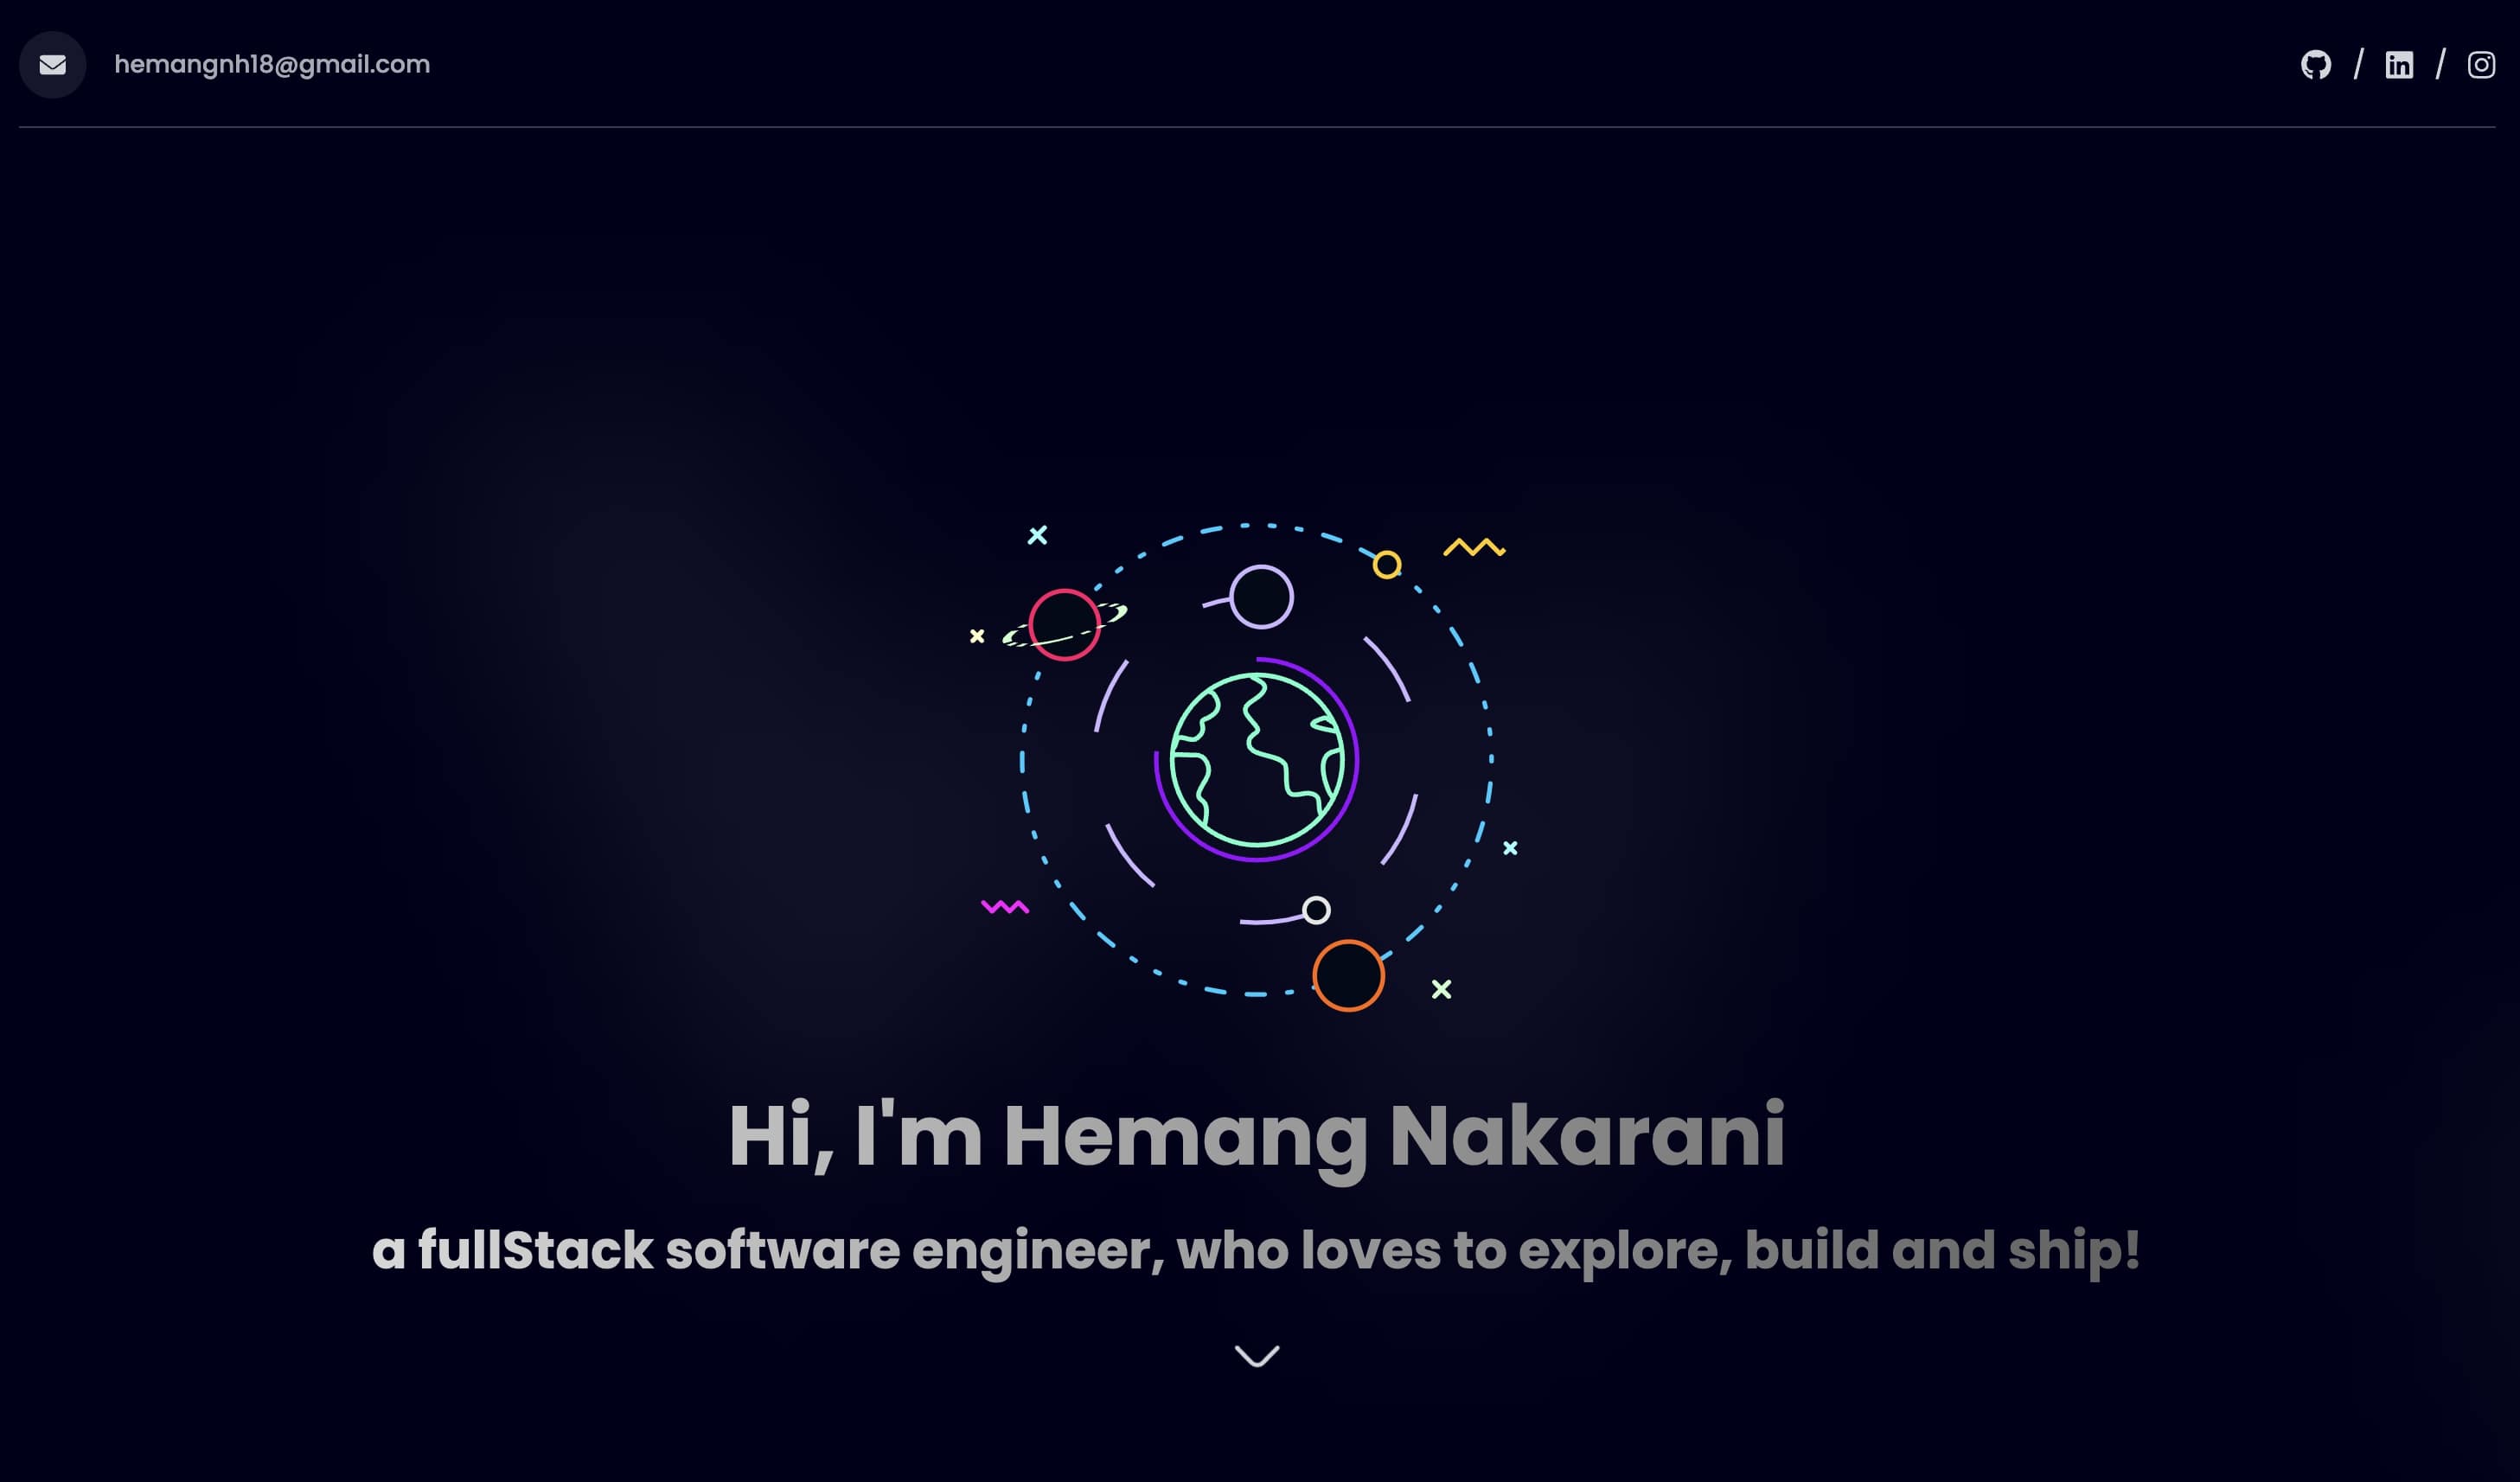 hemangnh18@gmail.com
/ /
Hi, I'm Hemang Nakarani
a fullStack software engineer, who loves to explore, build and ship!